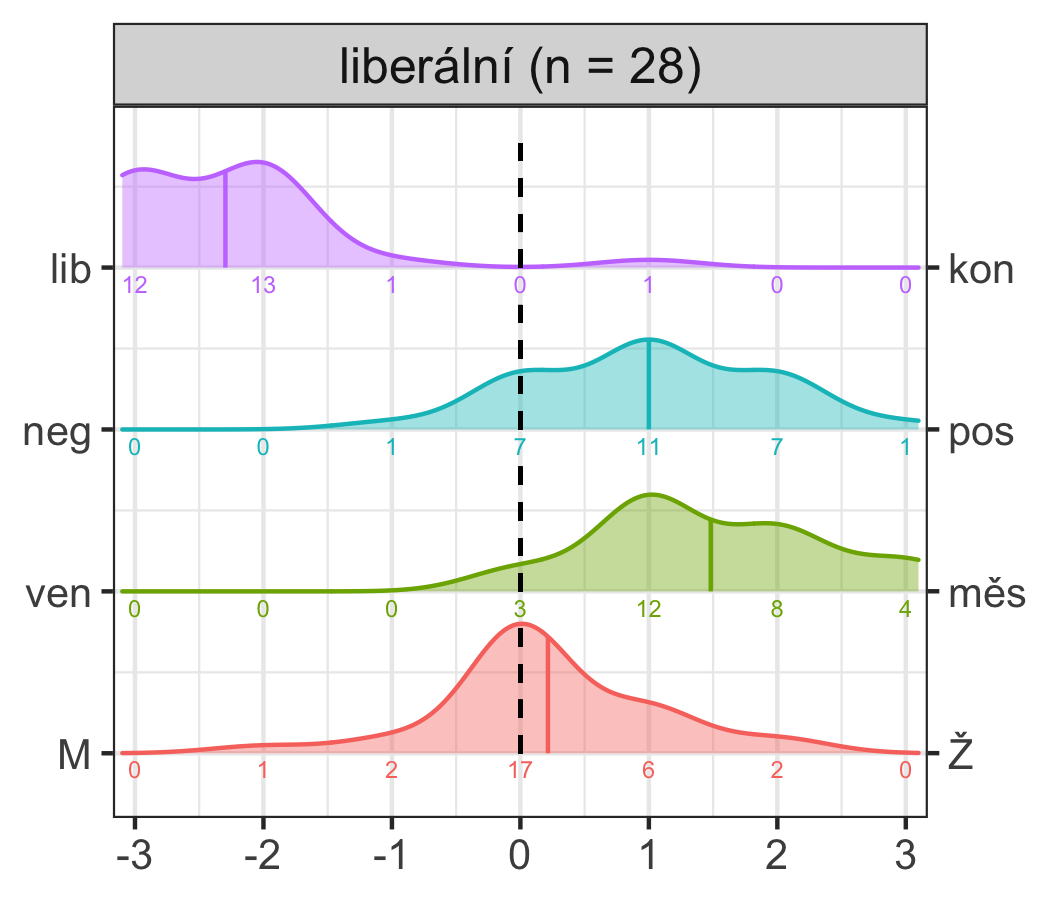 liberální (n = 28)
lib kon
12 13 1 0 1 0 0
neg pos
0 0 1 7 11 7 1
ven měs
0 0 0 3 12 8 4
M Ž
0 1 2 17 6 2 0
-3 -2 -1 0 1 2 3